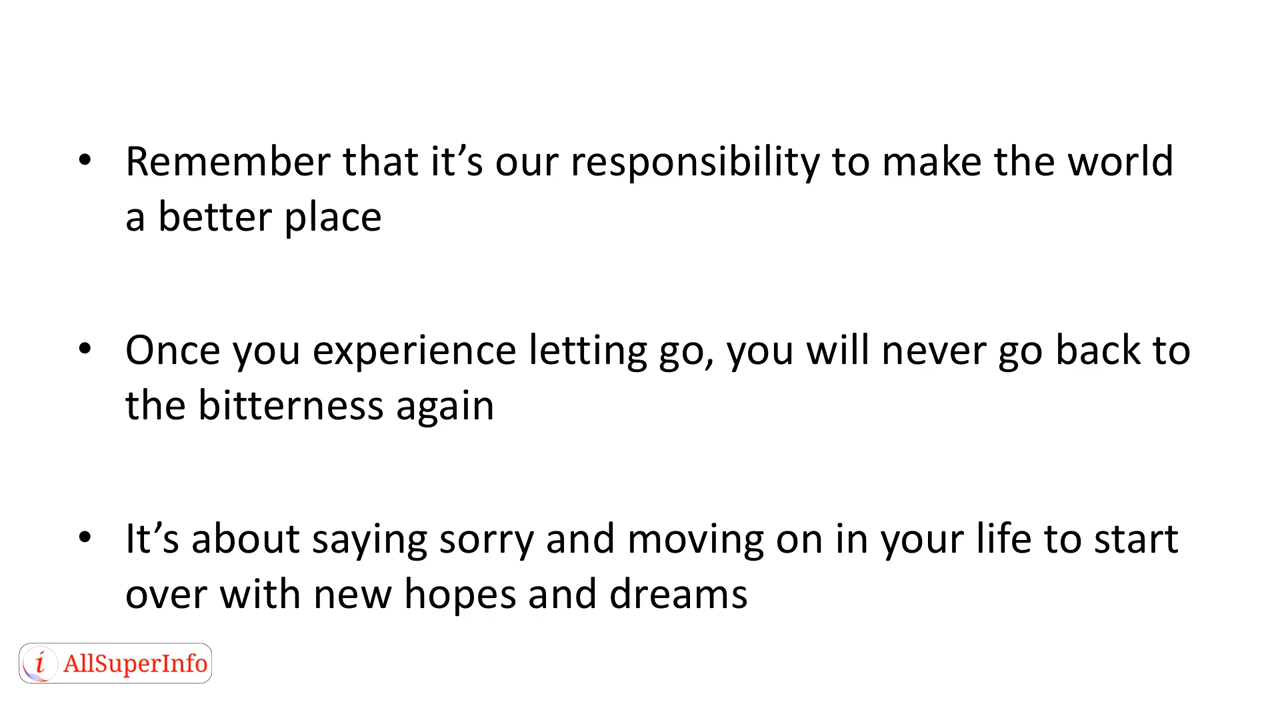 • Remember that it’s our responsibility to make the world
a better place
• Once you experience letting go, you will never go back to
the bitterness again
• It’s about saying sorry and moving on in your life to start
over with new hopes and dreams
i AllSuperInfo